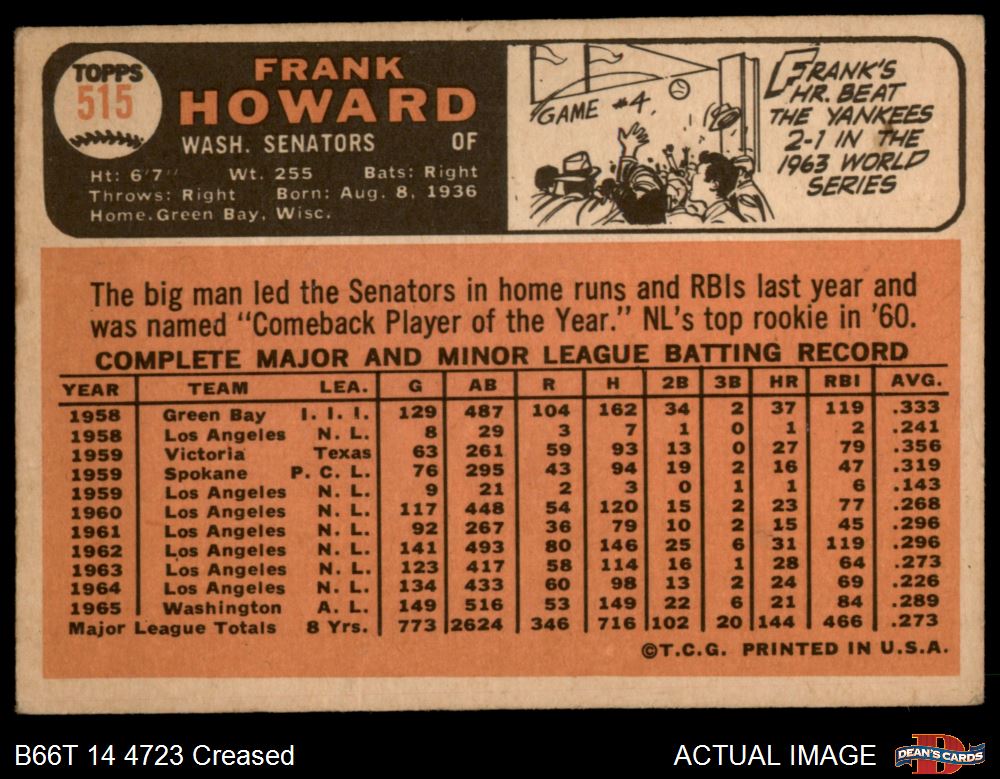 TOPPS
515
FRANK
HOWARD
WASH. SENATORS OF
Ht: 6'7" Wt. 255 Bats: Right
Throws: Right Born: Aug. 8, 1936
Home. Green Bay, Wisc.
GAME #4.
FRANK'S
HR. BEAT
THE YANKEES
2-1 IN THE
1963 WORLD
SERIES
The big man led the Senators in home runs and RBIs last year and
was named "Comeback Player of the Year." NL's top rookie in '60.
COMPLETE MAJOR AND MINOR LEAGUE BATTING RECORD
YEAR TEAM LEA. G AB R H 2B 3B HR RBI AVG.
1958 Green Bay I. I. I. 129 487 104 162 34 2 37 119 .333
1958 Los Angeles N. L. 8 29 3 7 1 0 1 2 .241
1959 Victoria Texas 63 261 59 93 13 0 27 79 .356
1959 Spokane P. C. L. 76 295 43 94 19 2 16 47 .319
1959 Los Angeles N. L. 9 21 2 3 0 1 1 6 .143
1960 Los Angeles N. L. 117 448 54 120 15 2 23 77 .268
1961 Los Angeles N. L. 92 267 36 79 10 2 15 45 .296
1962 Los Angeles N. L. 141 493 80 146 25 6 31 119 .296
1963 Los Angeles N. L. 123 417 58 114 16 1 28 64 .273
1964 Los Angeles N. L. 134 433 60 98 13 2 24 69 .226
1965 Washington A. L. 149 516 53 149 22 6 21 84 .289
Major League Totals 8 Yrs. 773 2624 346 716 102 20 144 466 .273
©T.C.G. PRINTED IN U.S.A.
B66T 14 4723 Creased
ACTUAL IMAGE
DEAN'S CARDS